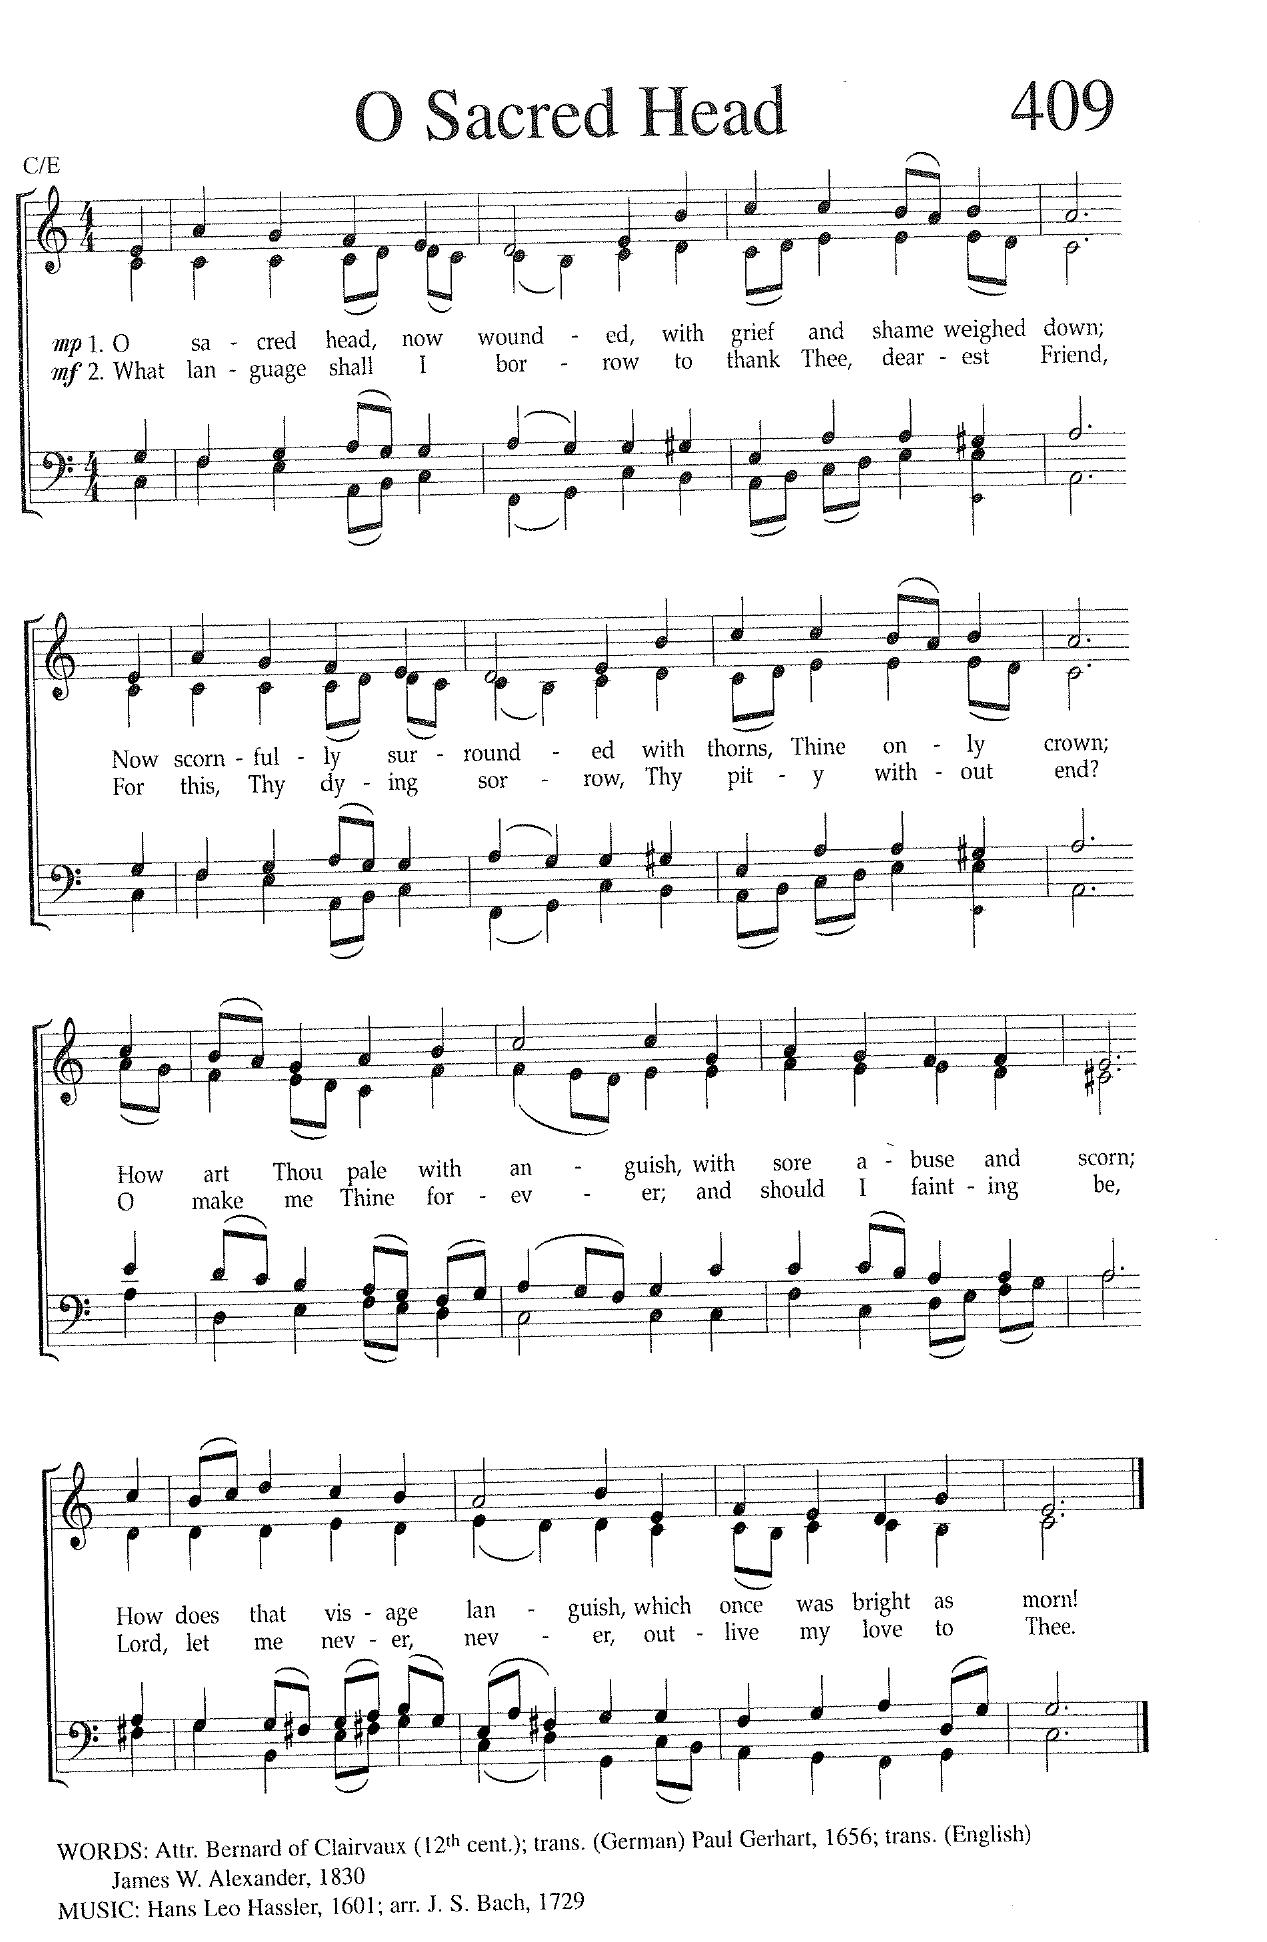 O Sacred Head 409
C/E
mp 1. O sa - cred head, now wound - ed, with grief and shame weighed down;
mf 2. What lan - guage shall I bor - row to thank Thee, dear - est Friend,
Now scorn - ful - ly sur - round - ed with thorns, Thine on - ly crown;
For this, Thy dy - ing sor - row, Thy pit - y with - out end?
How art Thou pale with an - guish, with sore a - buse and scorn;
O make me Thine for - ev - er; and should I faint - ing be,
How does that vis - age lan - guish, which once was bright as morn!
Lord, let me nev - er, nev - er, out - live my love to Thee.
WORDS: Attr. Bernard of Clairvaux (12th cent.); trans. (German) Paul Gerhart, 1656; trans. (English)
James W. Alexander, 1830
MUSIC: Hans Leo Hassler, 1601; arr. J. S. Bach, 1729